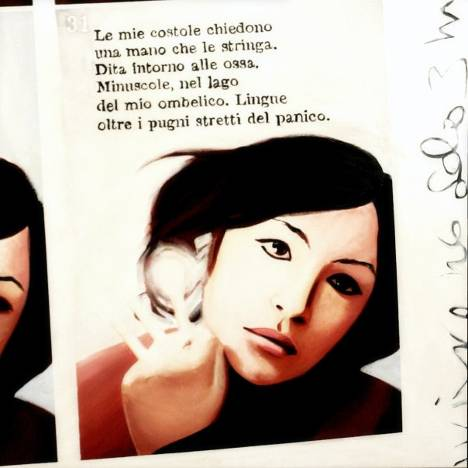 31
Le mie costole chiedono
una mano che le stringa.
Dita intorno alle ossa.
Minuscole, nel lago
del mio ombelico. Lingue
oltre i pugni stretti del panico.